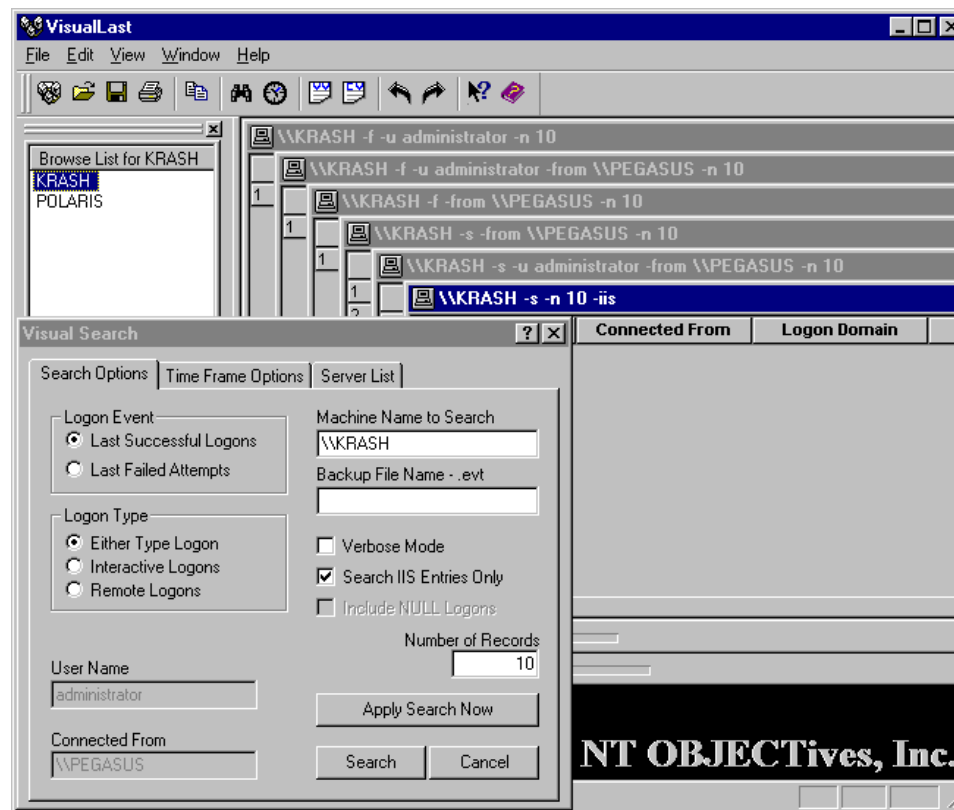 VisualLast
File Edit View Window Help
Browse List for KRASH
KRASH
POLARIS
\\KRASH -f -u administrator -n 10
\\KRASH -f -u administrator -from \\PEGASUS -n 10
1
\\KRASH -f -from \\PEGASUS -n 10
1
\\KRASH -s -from \\PEGASUS -n 10
1
\\KRASH -s -u administrator -from \\PEGASUS -n 10
1
\\KRASH -s -n 10 -iis
2
Connected From Logon Domain
Visual Search
Search Options Time Frame Options Server List
Logon Event
Last Successful Logons
Last Failed Attempts
Logon Type
Either Type Logon
Interactive Logons
Remote Logons
User Name
administrator
Connected From
\\PEGASUS
Machine Name to Search
\\KRASH
Backup File Name - .evt
Verbose Mode
Search IIS Entries Only
Include NULL Logons
Number of Records
10
Apply Search Now
Search Cancel
NT OBJECTives, Inc.